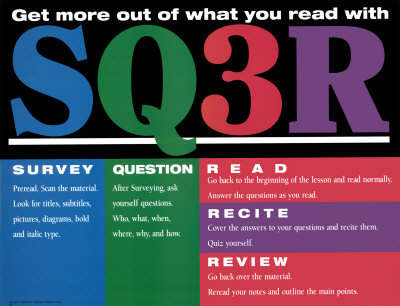 Get more out of what you read with
SQ3R
SURVEY
Preread. Scan the material.
Look for titles, subtitles,
pictures, diagrams, bold
and italic type.
QUESTION
After Surveying, ask
yourself questions.
Who, what, when,
where, why, and how.
READ
Go back to the beginning of the lesson and read normally.
Answer the questions as you read.
RECITE
Cover the answers to your questions and recite them.
Quiz yourself.
REVIEW
Go back over the material.
Reread your notes and outline the main points.